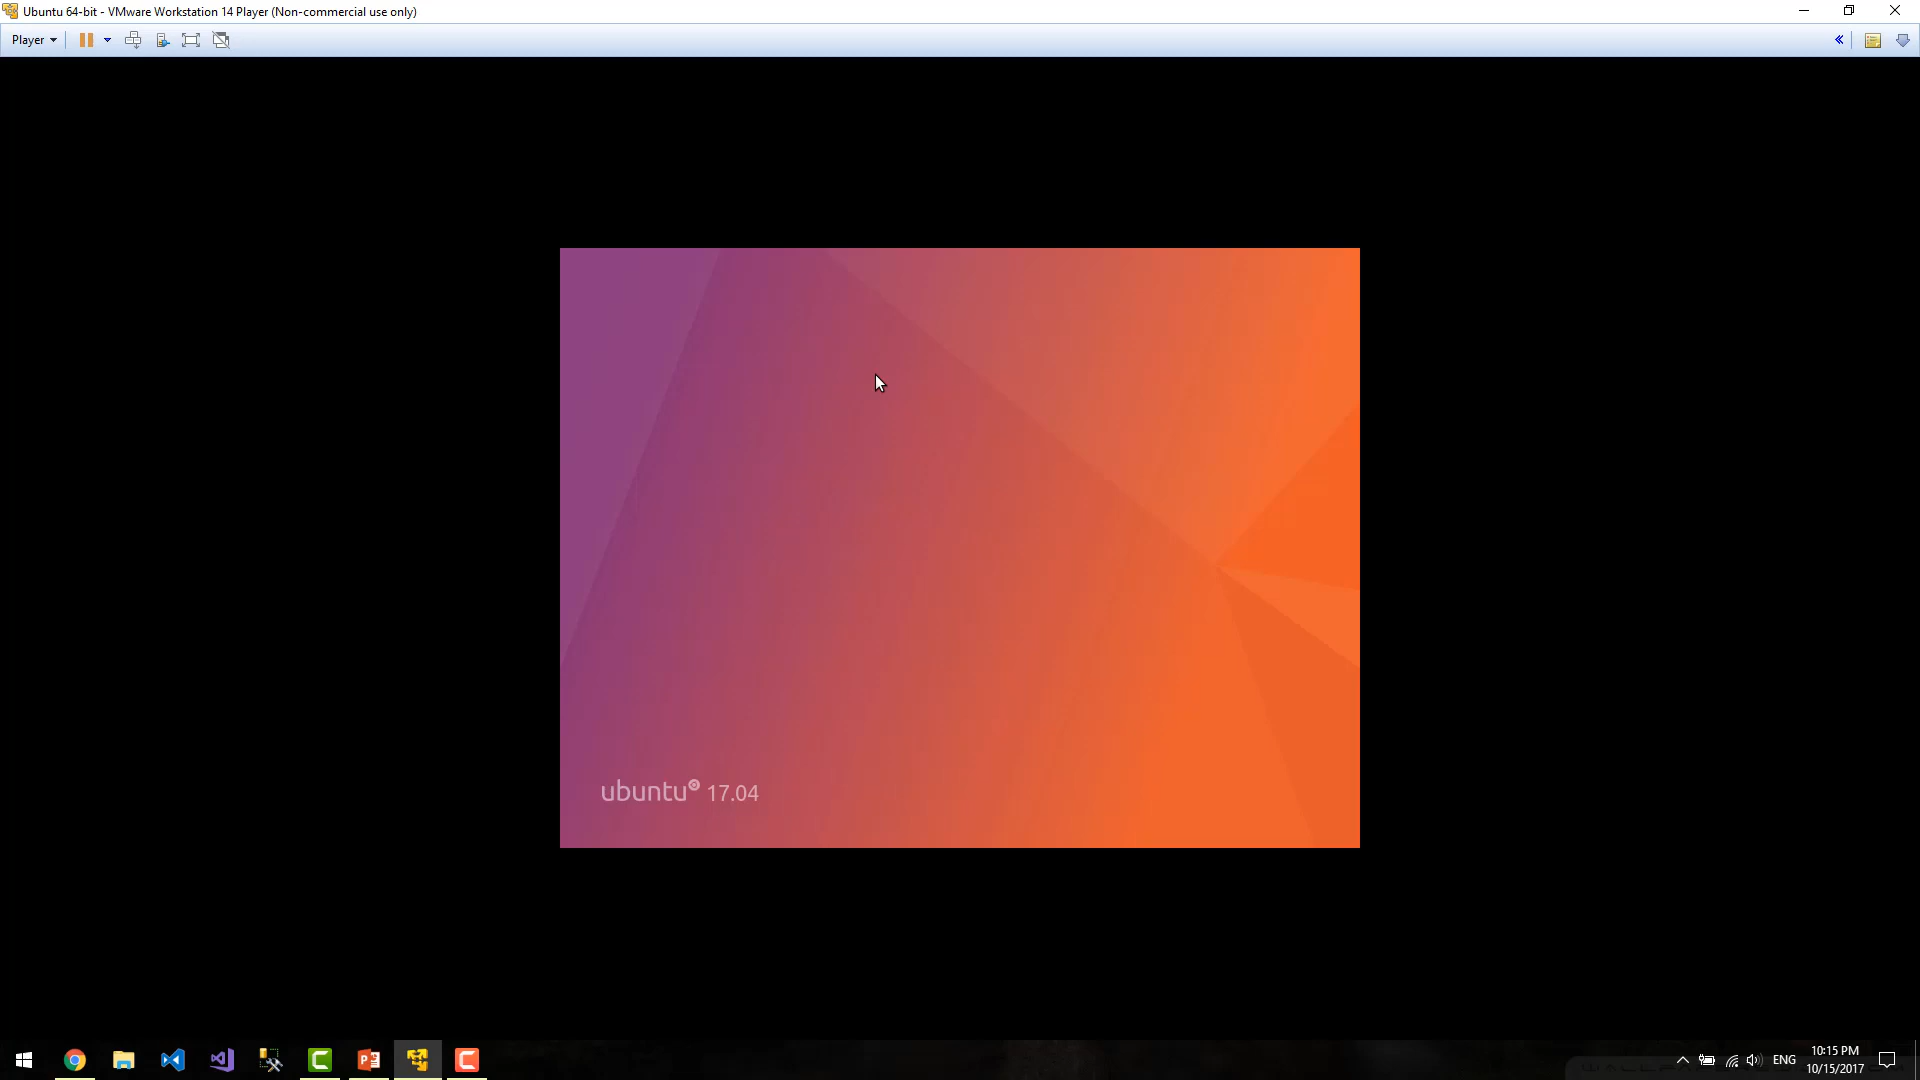 Ubuntu 64-bit - VMware Workstation 14 Player (Non-commercial use only)
Player
ubuntu® 17.04
ENG
10:15 PM
10/15/2017